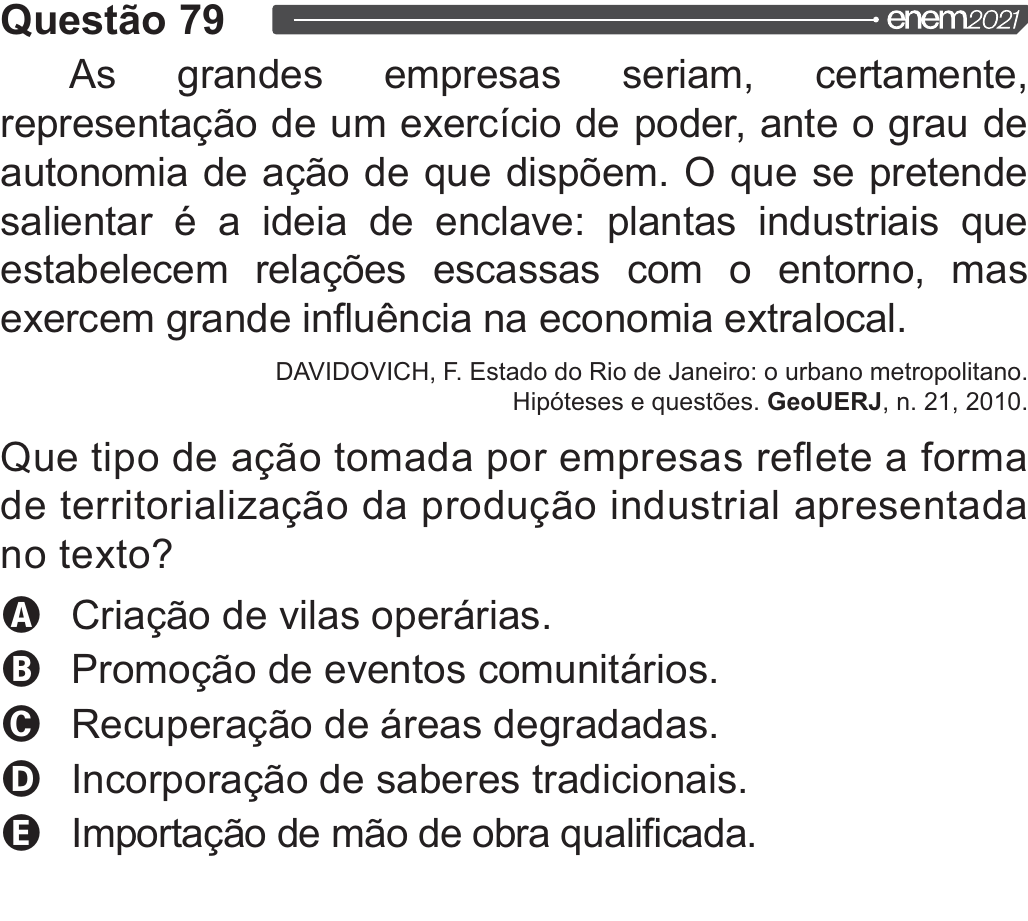 Questão 79
enem2021
As grandes empresas seriam, certamente,
representação de um exercício de poder, ante o grau de
autonomia de ação de que dispõem. O que se pretende
salientar é a ideia de enclave: plantas industriais que
estabelecem relações escassas com o entorno, mas
exercem grande influência na economia extralocal.
DAVIDOVICH, F. Estado do Rio de Janeiro: o urbano metropolitano.
Hipóteses e questões. GeoUERJ, n. 21, 2010.
Que tipo de ação tomada por empresas reflete a forma
de territorialização da produção industrial apresentada
no texto?
A Criação de vilas operárias.
B Promoção de eventos comunitários.
C Recuperação de áreas degradadas.
D Incorporação de saberes tradicionais.
E Importação de mão de obra qualificada.